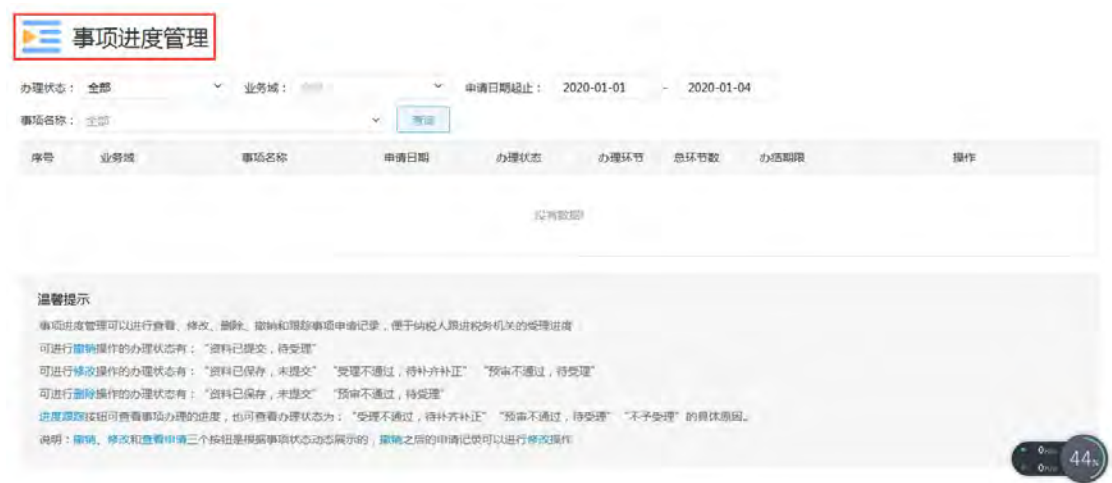 事项进度管理
办理状态： 全部 业务域： 申请日期起止： 2020-01-01 - 2020-01-04
事项名称： 全部 查询
序号 业务域 事项名称 申请日期 办理状态 办理环节 总环节数 办结期限 操作
没有数据!
温馨提示
事项进度管理可以进行查看、修改、删除、撤销和跟踪事项申请记录，便于纳税人跟进税务机关的受理进度
可进行撤销操作的办理状态有：“资料已提交，待受理”
可进行修改操作的办理状态有：“资料已保存，未提交” “受理不通过，待补齐补正” “预审不通过，待受理”
可进行删除操作的办理状态有：“资料已保存，未提交” “预审不通过，待受理”
进度跟踪按钮可查看事项办理的进度，也可查看办理状态为：“受理不通过，待补齐补正” “预审不通过，待受理” “不予受理” 的具体原因。
说明：撤销、修改和查看申请三个按钮是根据事项状态动态展示的，撤销之后的申请记录可以进行修改操作
0
0
44%